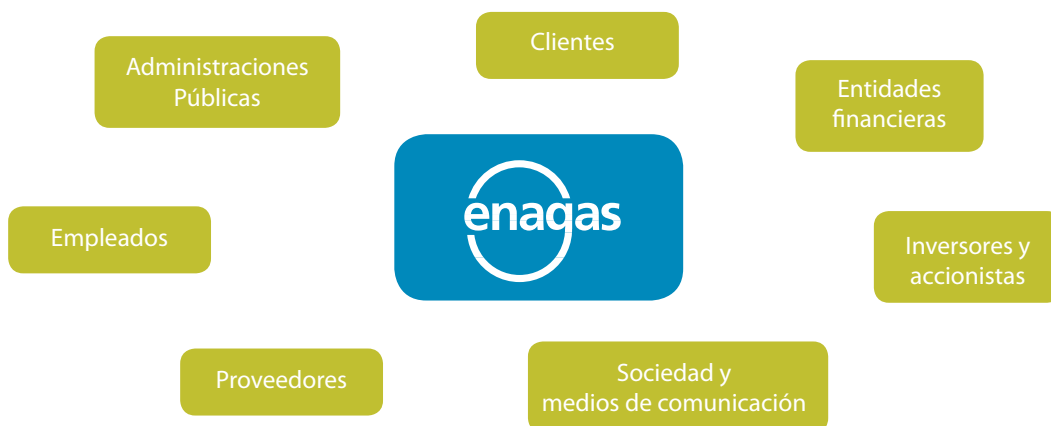 Clientes
Administraciones
Públicas
Entidades
financieras
enagas
Empleados
Inversores y
accionistas
Proveedores
Sociedad y
medios de comunicación